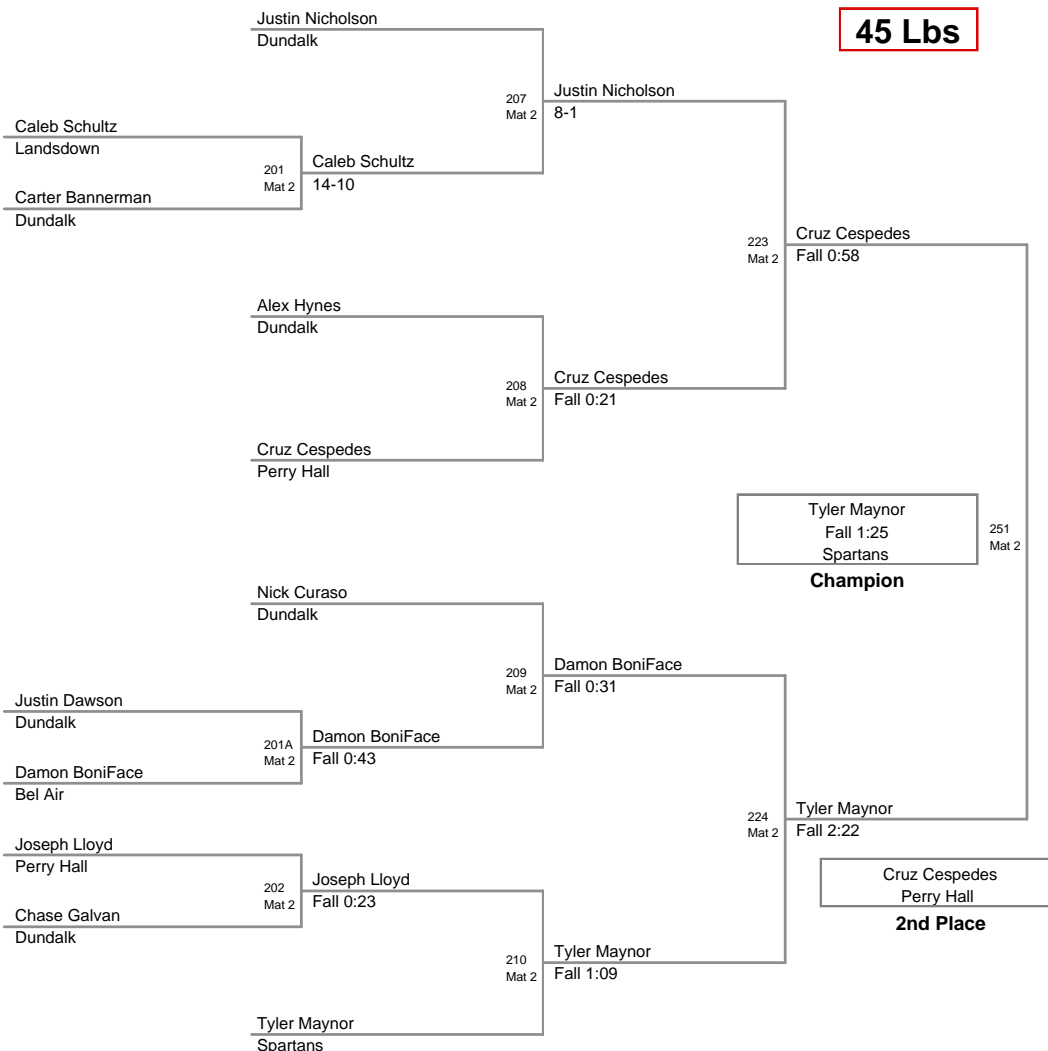 Justin Nicholson
Dundalk
45 Lbs
207
Mat 2
Justin Nicholson
8-1
Caleb Schultz
Landsdown
201
Mat 2
Caleb Schultz
14-10
Carter Bannerman
Dundalk
223
Mat 2
Cruz Cespedes
Fall 0:58
Alex Hynes
Dundalk
208
Mat 2
Cruz Cespedes
Fall 0:21
Cruz Cespedes
Perry Hall
Tyler Maynor
Fall 1:25
Spartans
Champion
251
Mat 2
Nick Curaso
Dundalk
209
Mat 2
Damon BoniFace
Fall 0:31
Justin Dawson
Dundalk
201A
Mat 2
Damon BoniFace
Fall 0:43
Damon BoniFace
Bel Air
224
Mat 2
Tyler Maynor
Fall 2:22
Joseph Lloyd
Perry Hall
202
Mat 2
Joseph Lloyd
Fall 0:23
Chase Galvan
Dundalk
Cruz Cespedes
Perry Hall
2nd Place
210
Mat 2
Tyler Maynor
Fall 1:09
Tyler Maynor
Spartans